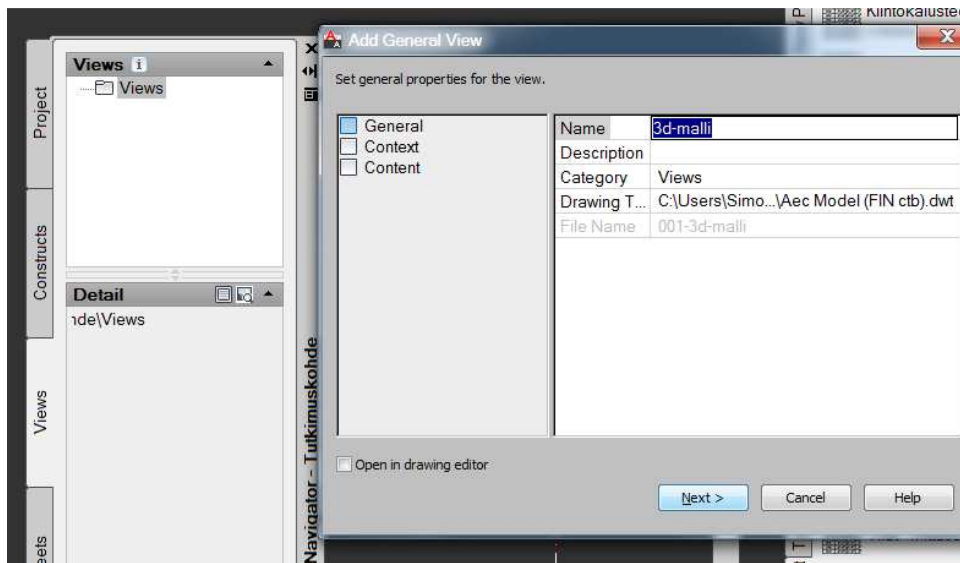 Kiintokaluste
Add General View
Views
Views
Set general properties for the view.
Project
General
Context
Content
Name 3d-malli
Description
Category Views
Drawing T... C:\Users\Simo...\Aec Model (FIN ctb).dwt
File Name 001-3d-malli
Constructs
Detail
nde\Views
Views
Navigator - Tutkimuskohde
Open in drawing editor
Next >
Cancel
Help
eets